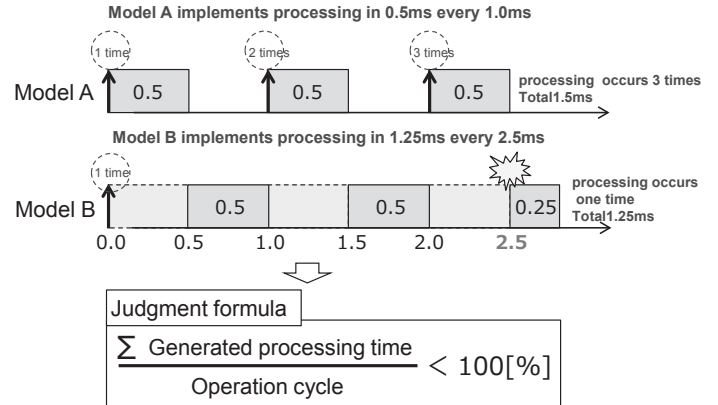 Model A implements processing in 0.5ms every 1.0ms
1 time
2 times
3 times
Model A
0.5
0.5
0.5
processing occurs 3 times
Total1.5ms
Model B implements processing in 1.25ms every 2.5ms
1 time
Model B
0.5
0.5
0.25
processing occurs
one time
Total1.25ms
0.0
0.5
1.0
1.5
2.0
2.5
Judgment formula
∑ Generated processing time
Operation cycle
< 100[%]